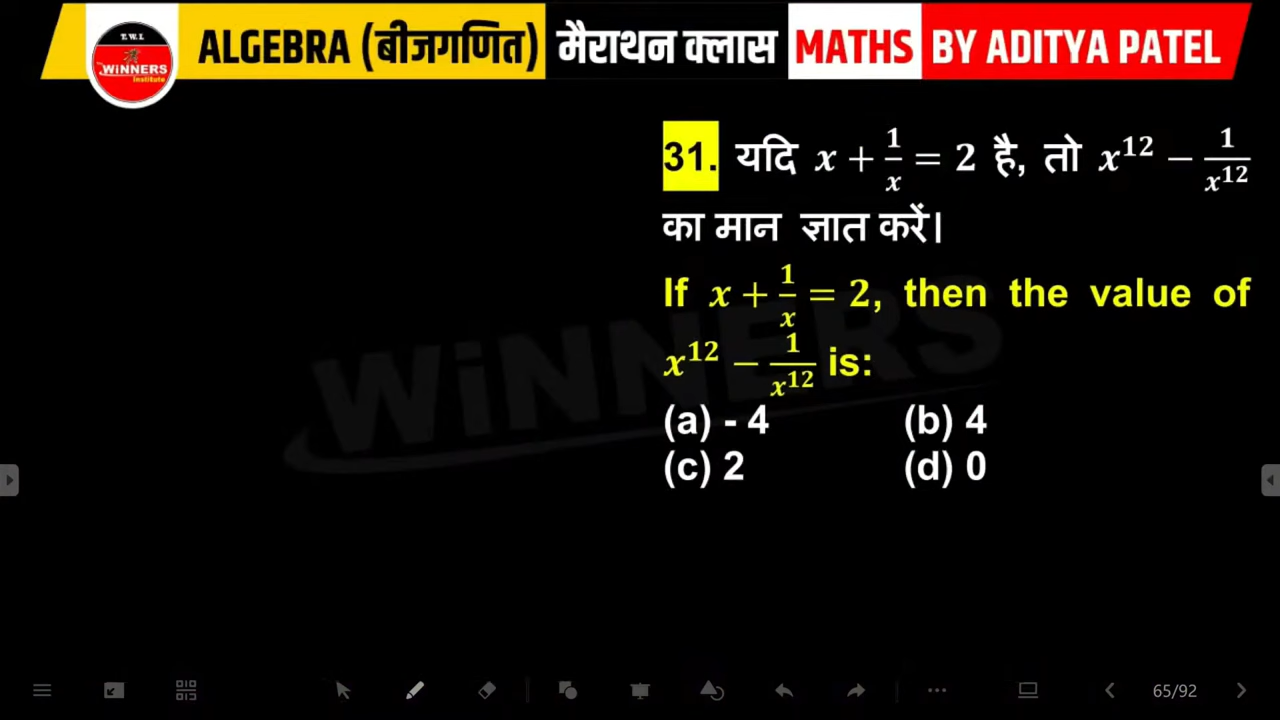 T.W.I.
The WiNNERS
Institute
ALGEBRA (बीजगणित) मैराथन क्लास MATHS BY ADITYA PATEL
31. यदि x + 1/x = 2 है, तो x¹² − 1/x¹²
का मान ज्ञात करें।
If x + 1/x = 2, then the value of
x¹² − 1/x¹² is:
(a) - 4 (b) 4
(c) 2 (d) 0
WiNNERS
65/92